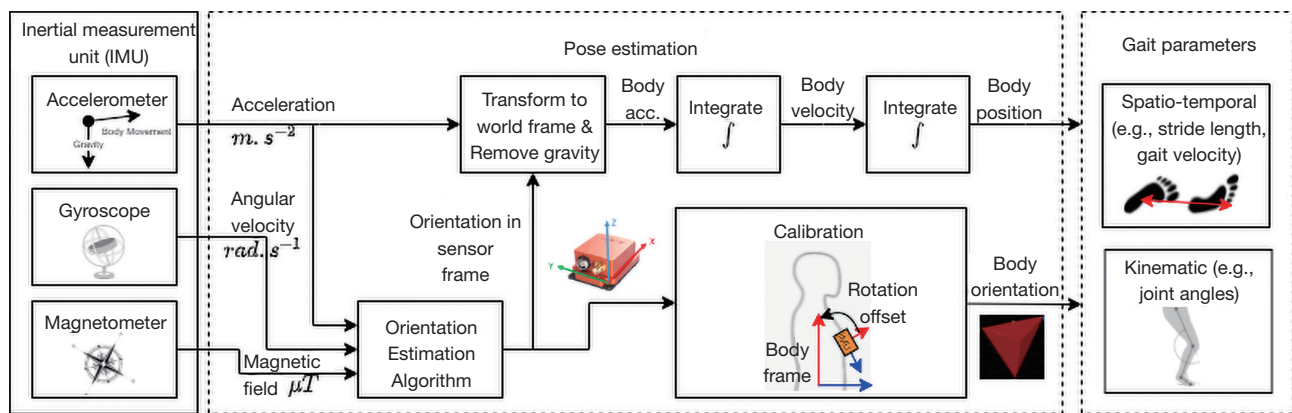 Inertial measurement
unit (IMU)
Accelerometer
Body Movement
Gravity
Gyroscope
Magnetometer
Pose estimation
Acceleration
m.s⁻²
Angular
velocity
rad.s⁻¹
Magnetic
field μT
Transform to
world frame &
Remove gravity
Body
acc.
Integrate
∫
Body
velocity
Integrate
∫
Body
position
Orientation in
sensor
frame
Z
X
Y
Orientation
Estimation
Algorithm
Calibration
Rotation
offset
IMU
Body
frame
Body
orientation
Gait parameters
Spatio-temporal
(e.g., stride length,
gait velocity)
Kinematic (e.g.,
joint angles)